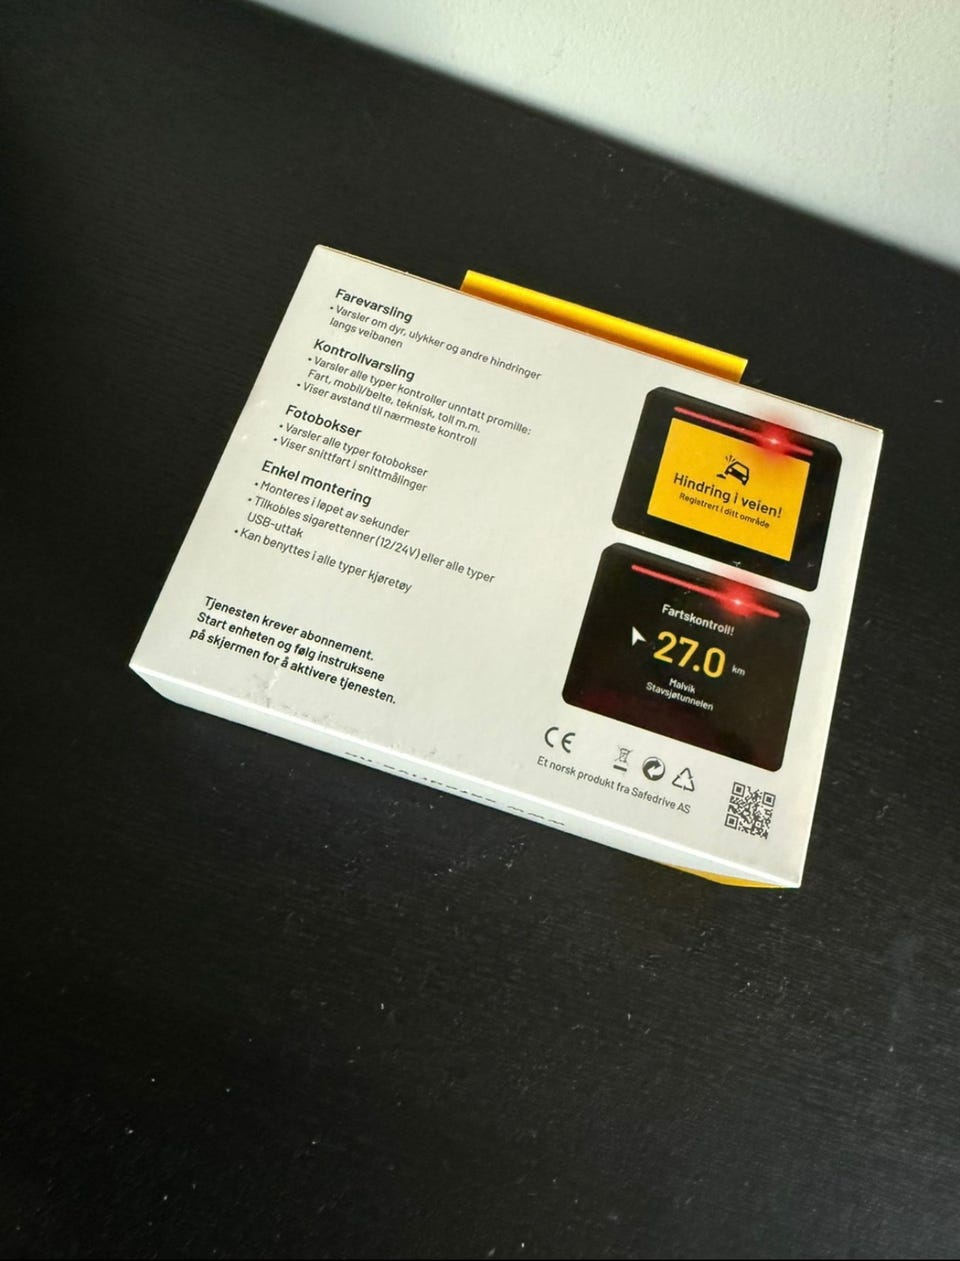 Farevarsling
• Varsler om dyr, ulykker og andre hindringer
langs veibanen
Kontrollvarsling
• Varsler alle typer kontroller unntatt promille:
Fart, mobil/belte, teknisk, toll m.m.
• Viser avstand til nærmeste kontroll
Fotobokser
• Varsler alle typer fotobokser
• Viser snittfart i snittmålinger
Enkel montering
• Monteres i løpet av sekunder
• Tilkobles sigarettenner (12/24V) eller alle typer
USB-uttak
• Kan benyttes i alle typer kjøretøy
Tjenesten krever abonnement.
Start enheten og følg instruksene
på skjermen for å aktivere tjenesten.
Hindring i veien!
Registrert i ditt område
Fartskontroll!
27.0 km
Malvik
Stavsjøtunnelen
CE
Et norsk produkt fra Safedrive AS